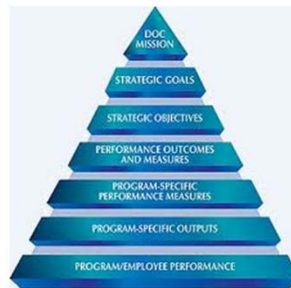 DOC
MISSION
STRATEGIC GOALS
STRATEGIC OBJECTIVES
PERFORMANCE OUTCOMES
AND MEASURES
PROGRAM-SPECIFIC
PERFORMANCE MEASURES
PROGRAM-SPECIFIC OUTPUTS
PROGRAM/EMPLOYEE PERFORMANCE